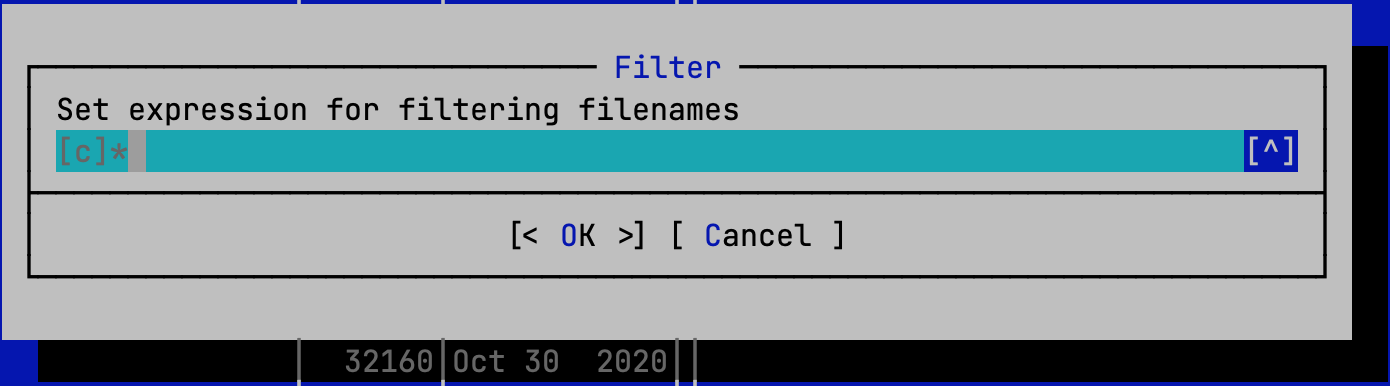 Filter
Set expression for filtering filenames
[c]* [^]
[< OK >] [ Cancel ]
32160 Oct 30  2020